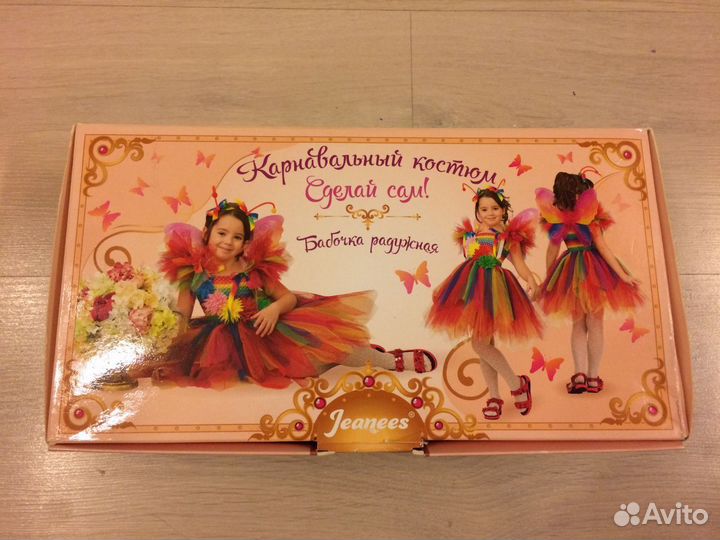 Карнавальный костюм
Сделай сам!
Бабочка радужная
Jeanees®
Avito